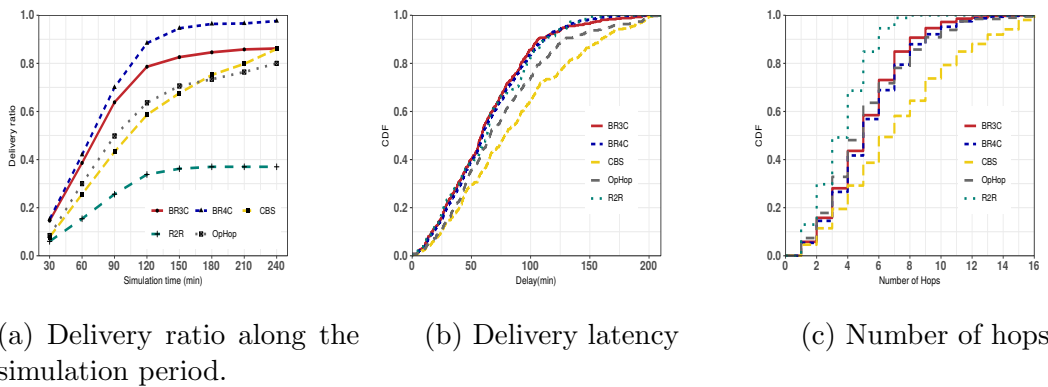 1.0
0.8
0.6
0.4
0.2
0.0
Delivery ratio
30 60 90 120 150 180 210 240
Simulation time (min)
BR3C BR4C CBS
R2R OpHop
1.0
0.8
0.6
0.4
0.2
0.0
CDF
0 50 100 150 200
Delay(min)
BR3C
BR4C
CBS
OpHop
R2R
1.0
0.8
0.6
0.4
0.2
0.0
CDF
0 2 4 6 8 10 12 14 16
Number of Hops
BR3C
BR4C
CBS
OpHop
R2R
(a) Delivery ratio along the
simulation period.
(b) Delivery latency
(c) Number of hops